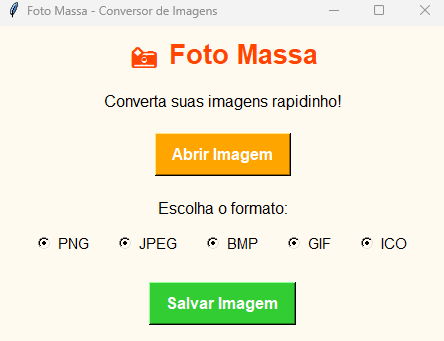 Foto Massa - Conversor de Imagens
📸 Foto Massa
Converta suas imagens rapidinho!
Abrir Imagem
Escolha o formato:
PNG JPEG BMP GIF ICO
Salvar Imagem